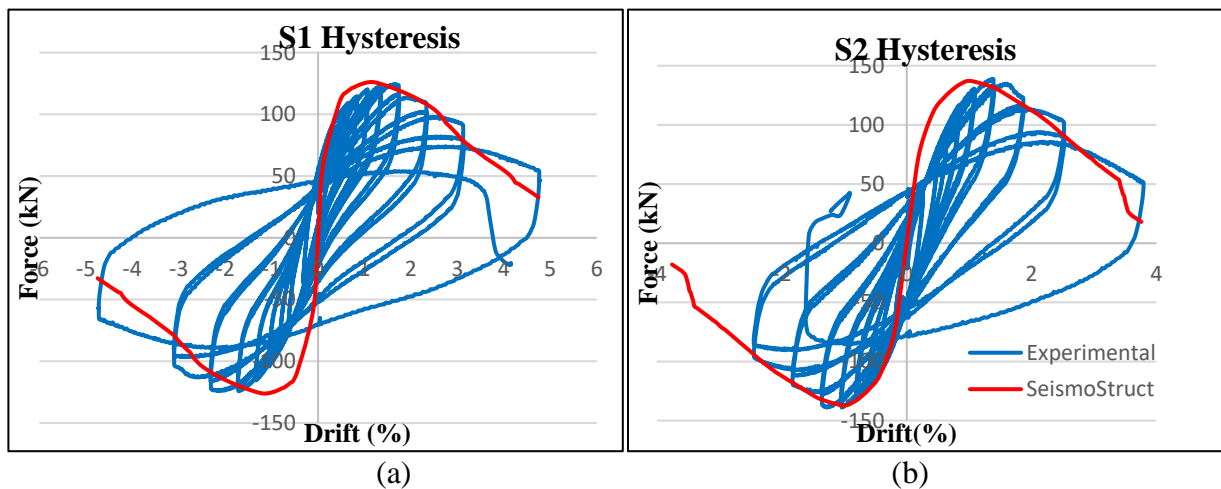 S1 Hysteresis
150
100
50
0
-50
-100
-150
-6 -5 -4 -3 -2 -1 0 1 2 3 4 5 6
Force (kN)
Drift (%)
(a)
S2 Hysteresis
150
100
50
0
-50
-100
-150
-4 -2 0 2 4
Force (kN)
Drift(%)
Experimental
SeismoStruct
(b)